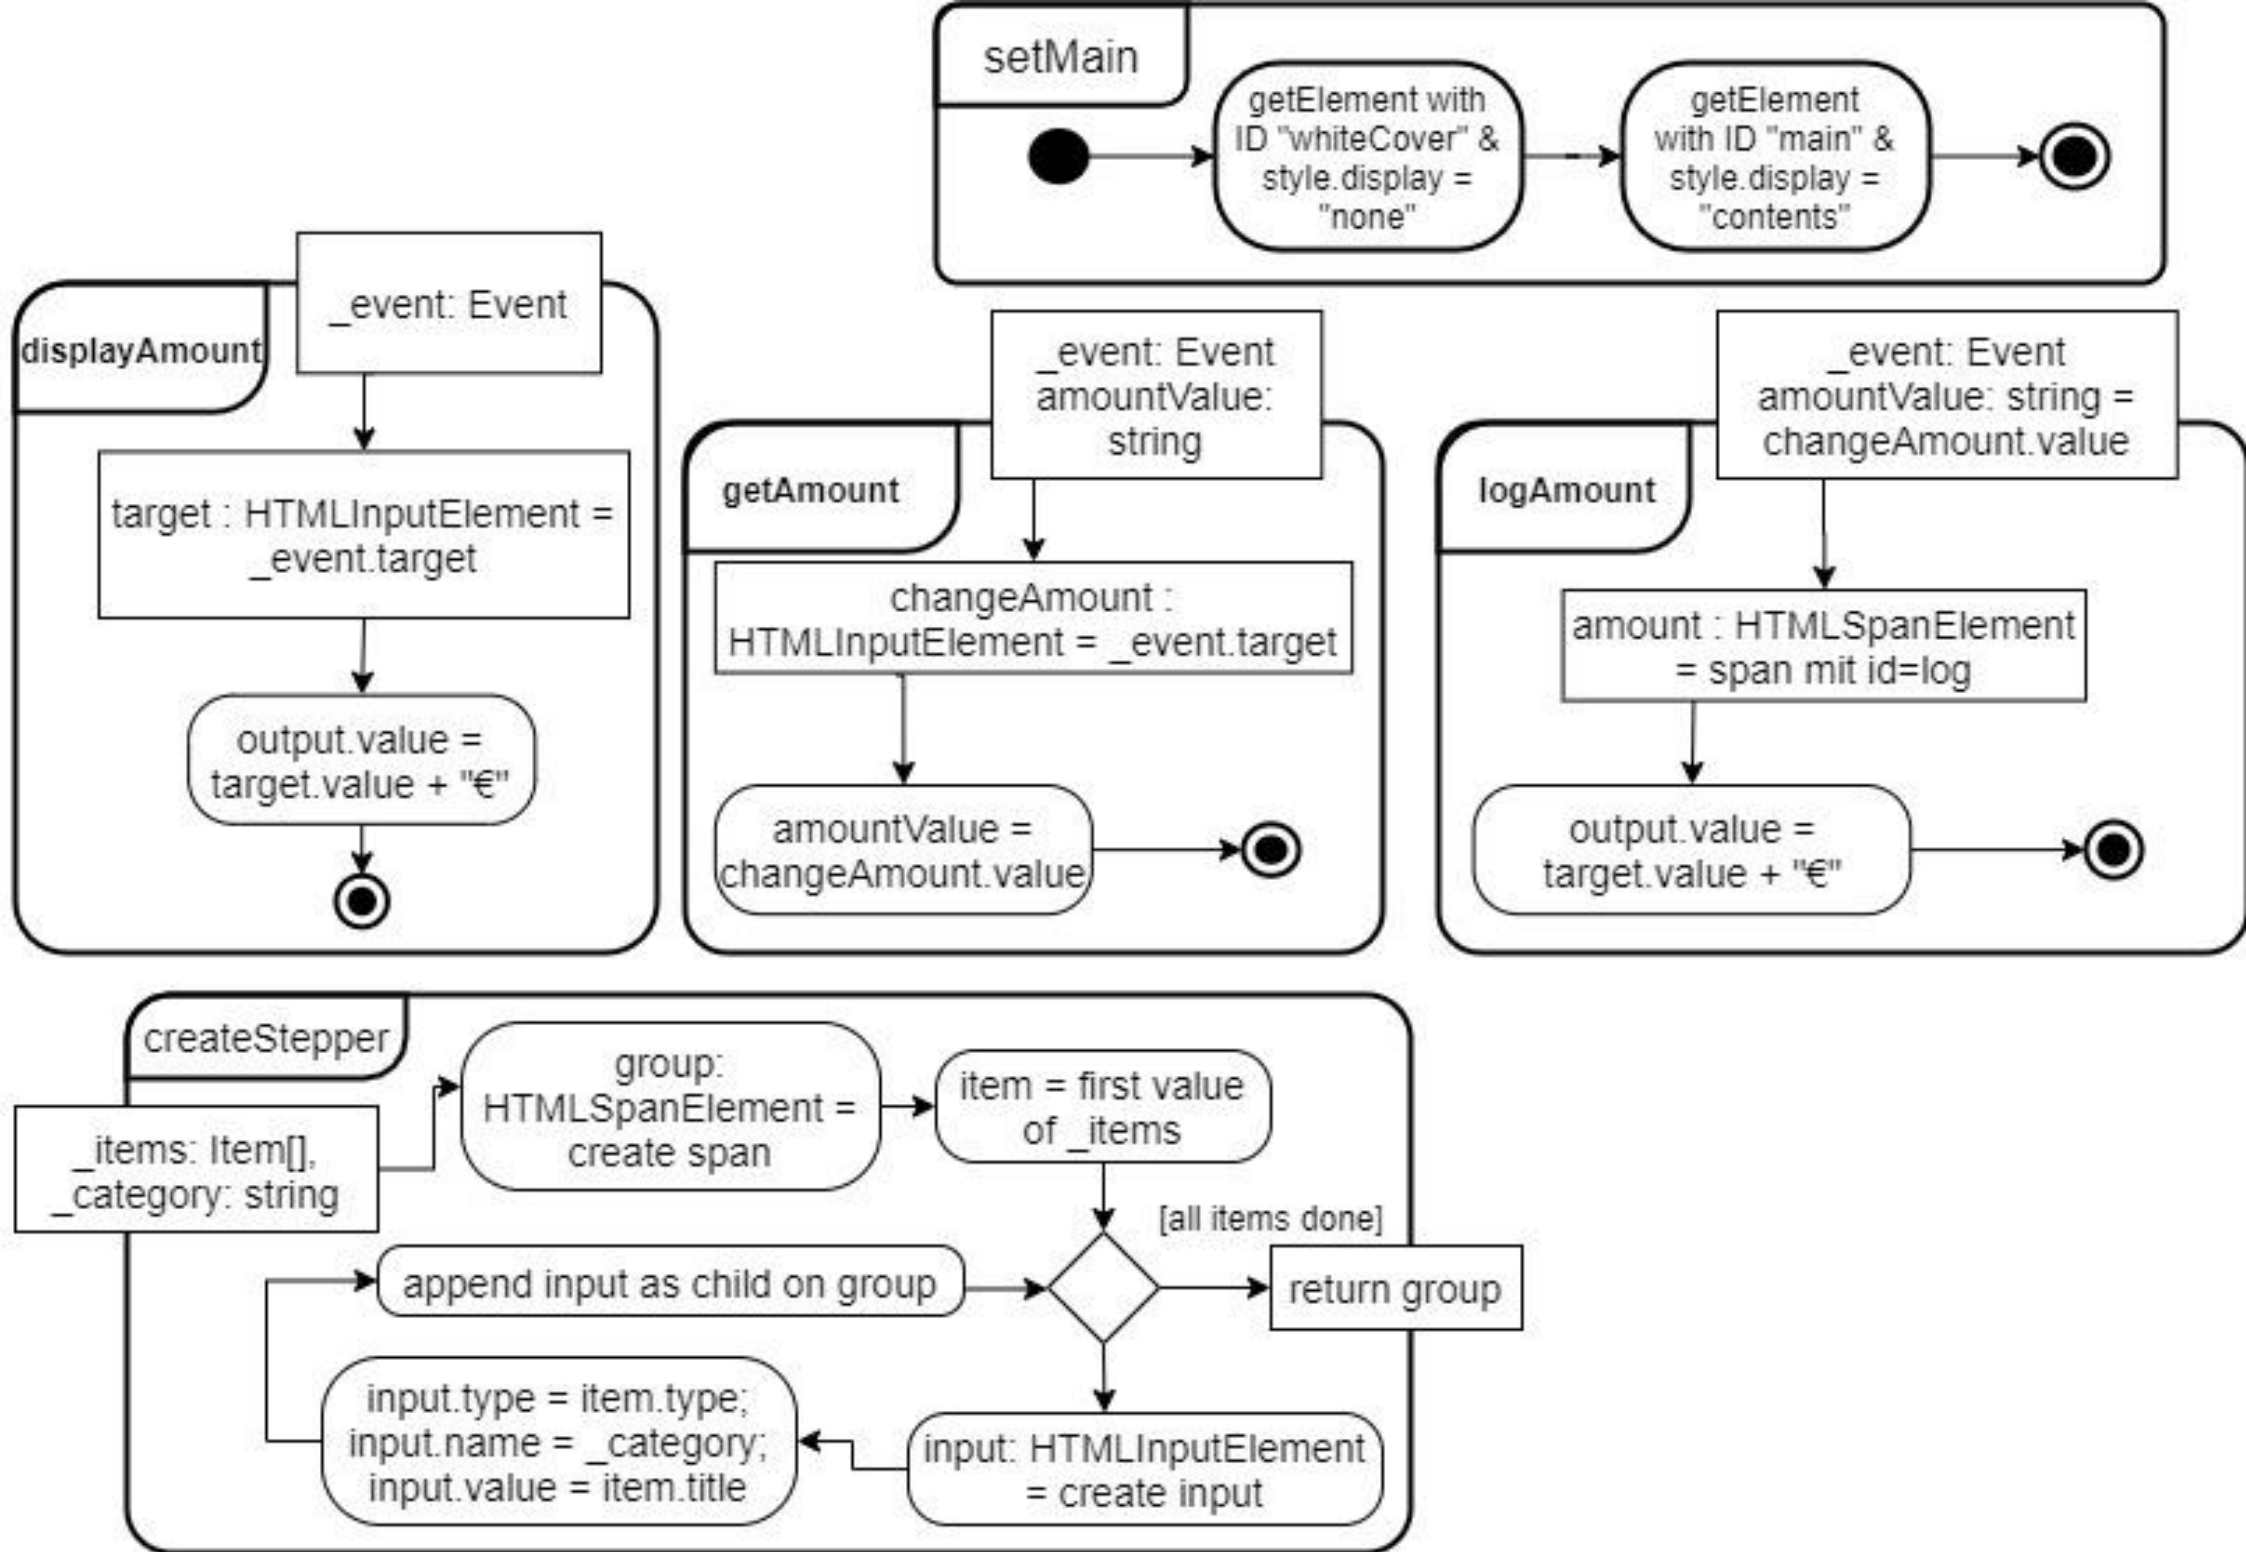 setMain
getElement with
ID "whiteCover" &
style.display =
"none"
getElement
with ID "main" &
style.display =
"contents"
displayAmount
_event: Event
target : HTMLInputElement =
_event.target
output.value =
target.value + "€"
getAmount
_event: Event
amountValue:
string
changeAmount :
HTMLInputElement = _event.target
amountValue =
changeAmount.value
logAmount
_event: Event
amountValue: string =
changeAmount.value
amount : HTMLSpanElement
= span mit id=log
output.value =
target.value + "€"
createStepper
_items: Item[],
_category: string
group:
HTMLSpanElement =
create span
item = first value
of _items
[all items done]
return group
input: HTMLInputElement
= create input
input.type = item.type;
input.name = _category;
input.value = item.title
append input as child on group